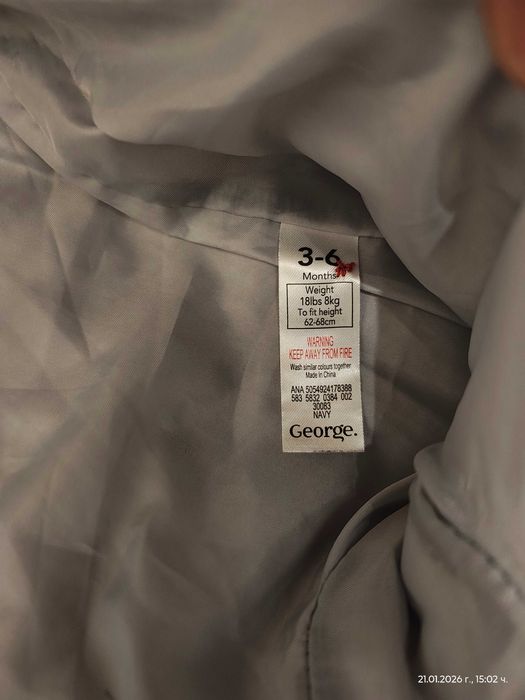 3-6
Months
Weight
18lbs 8kg
To fit height
62-68cm
WARNING
KEEP AWAY FROM FIRE
Wash similar colours together
Made In China
ANA 5054924178388
583 5832 0384 002
30083
NAVY
George.
21.01.2026 г., 15:02 ч.